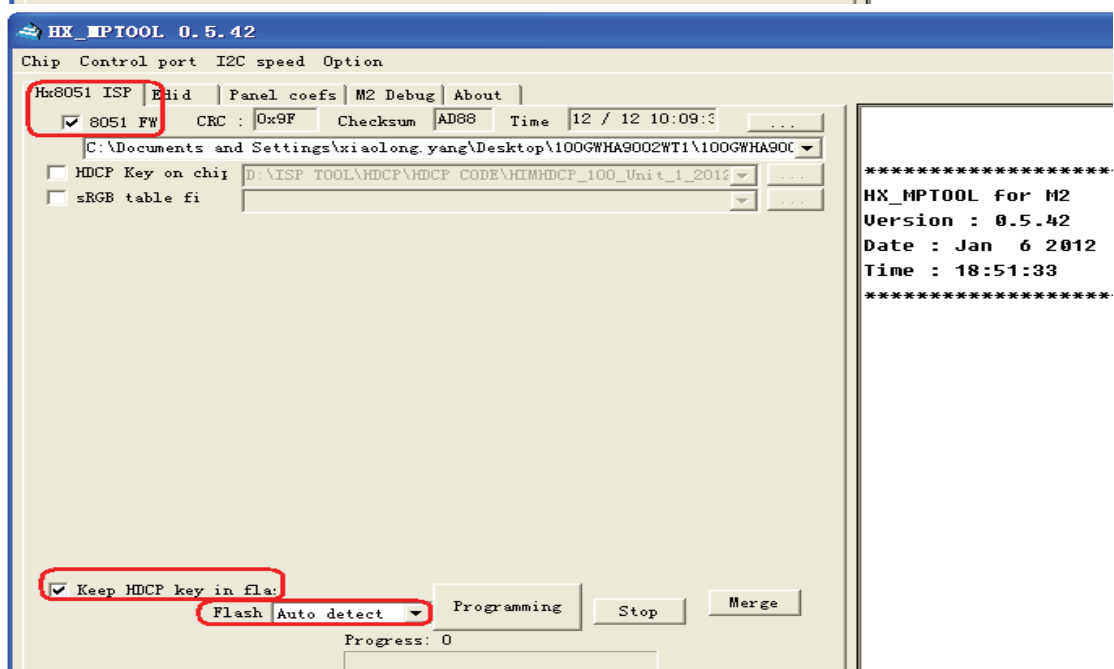 HX_MPTOOL 0.5.42
Chip Control port I2C speed Option
Hx8051 ISP Edid Panel coefs M2 Debug About
8051 FW CRC : 0x9F Checksum AD88 Time 12 / 12 10:09:3 ...
C:\Documents and Settings\xiaolong.yang\Desktop\100GWHA9002WT1\100GWHA90C
HDCP Key on chip D:\ISP TOOL\HDCP\HDCP CODE\HIMHDCP_100_Unit_1_2012 ...
sRGB table fi ...
********************
HX_MPTOOL for M2
Version : 0.5.42
Date : Jan 6 2012
Time : 18:51:33
********************
Keep HDCP key in fla
Flash Auto detect Programming Stop Merge
Progress: 0